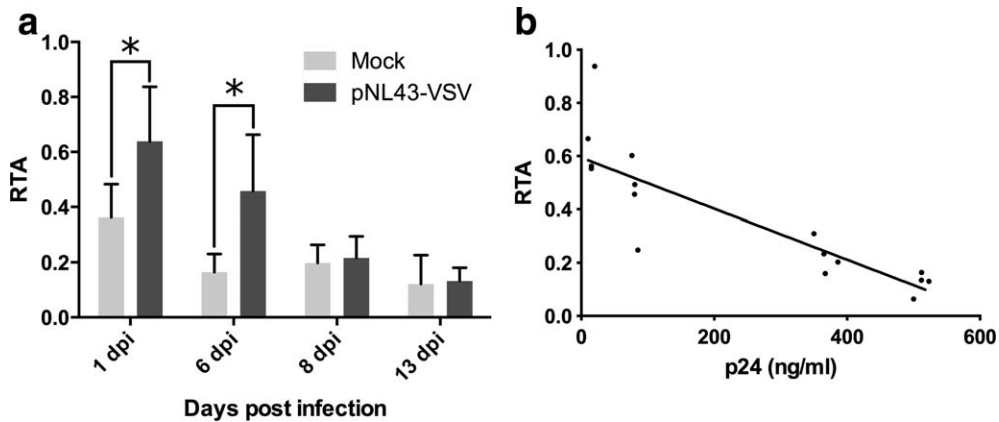 a
*
*
Mock
pNL43-VSV
1.0
0.8
0.6
0.4
0.2
0.0
RTA
1 dpi
6 dpi
8 dpi
13 dpi
Days post infection
b
1.0
0.8
0.6
0.4
0.2
0.0
RTA
0
200
400
600
p24 (ng/ml)